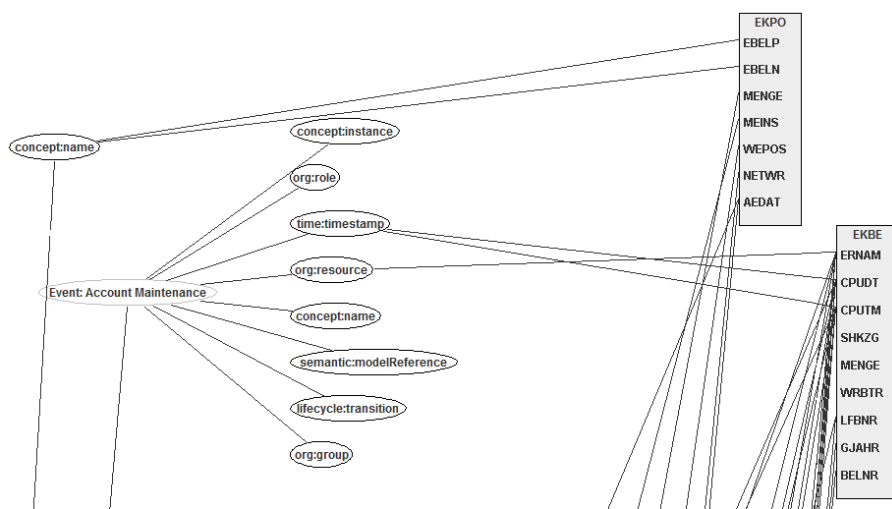 EKPO
EBELP
EBELN
MENGE
MEINS
WEPOS
NETWR
AEDAT
concept:name
concept:instance
org:role
time:timestamp
org:resource
Event: Account Maintenance
concept:name
semantic:modelReference
lifecycle:transition
org:group
EKBE
ERNAM
CPUDT
CPUTM
SHKZG
MENGE
WRBTR
LFBNR
GJAHR
BELNR